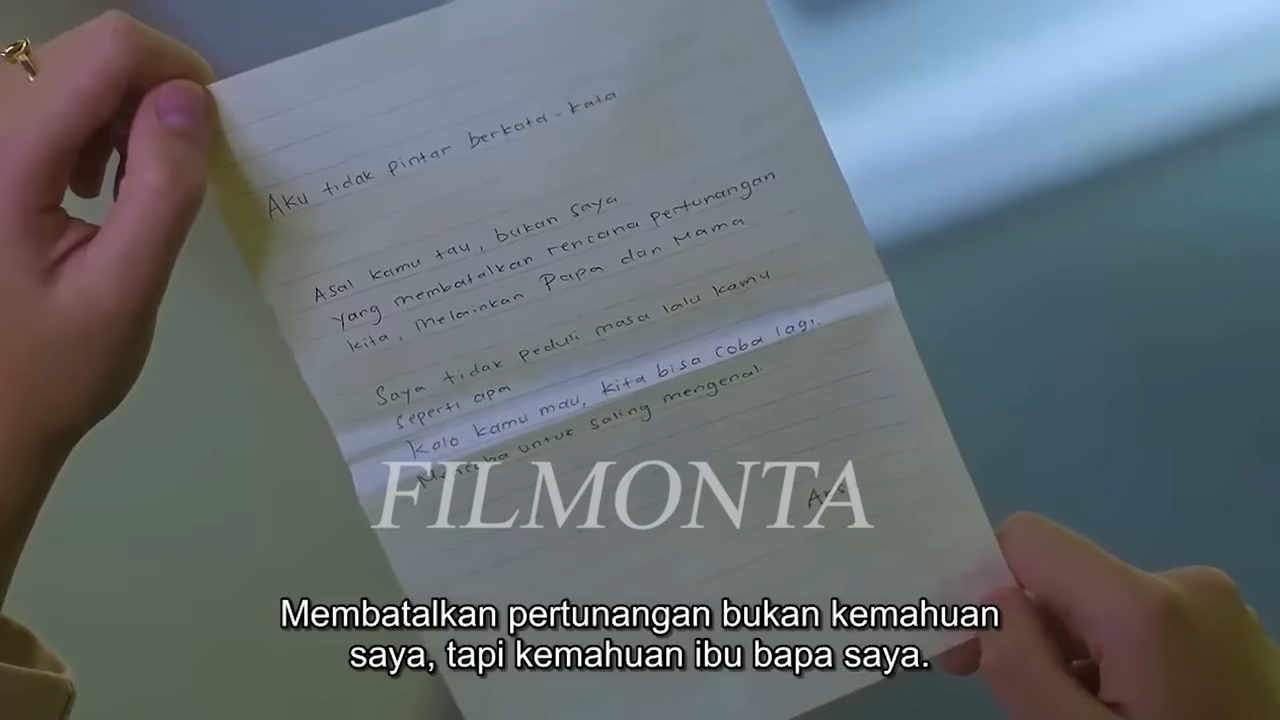 Aku tidak pintar berkata-kata
Asal kamu tau, bukan saya
yang membatalkan rencana pertunangan
kita, melainkan Papa dan Mama
Saya tidak peduli masa lalu kamu
seperti apa
Kalo kamu mau, kita bisa coba lagi.
Mencoba untuk saling mengenal.
FILMONTA
Membatalkan pertunangan bukan kemahuan
saya, tapi kemahuan ibu bapa saya.